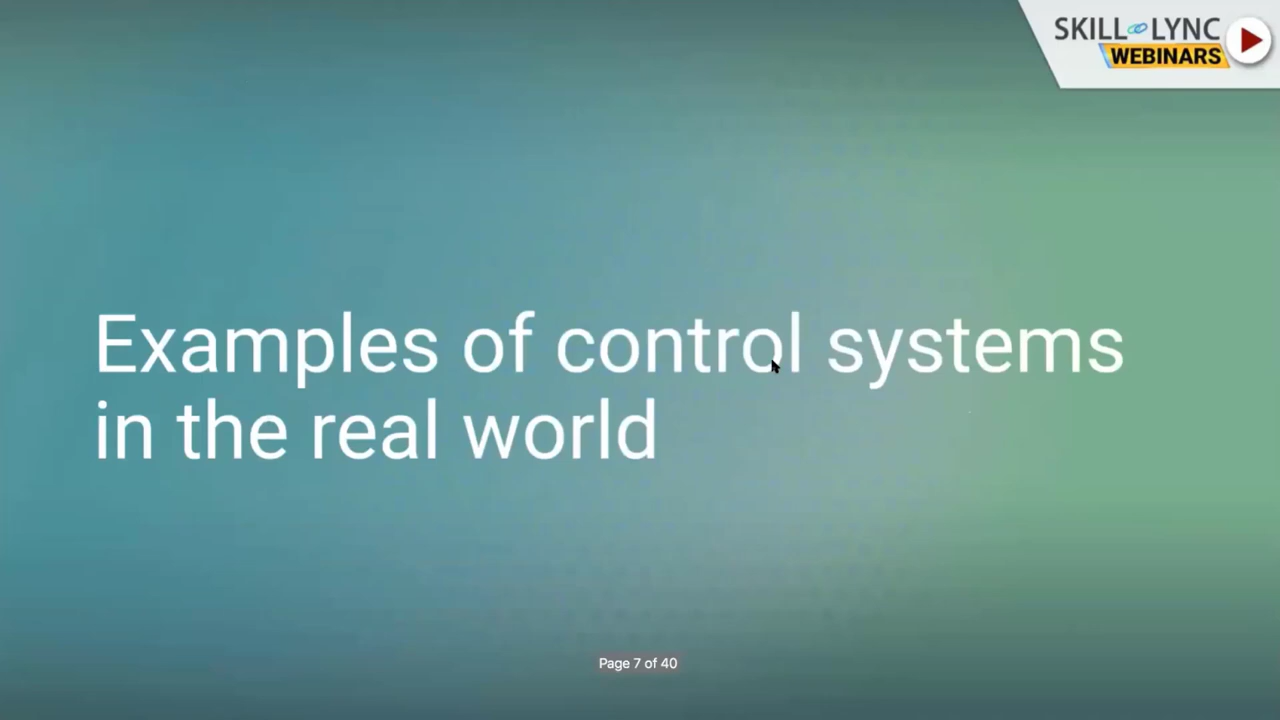 SKILL LYNC
WEBINARS
Examples of control systems
in the real world
Page 7 of 40